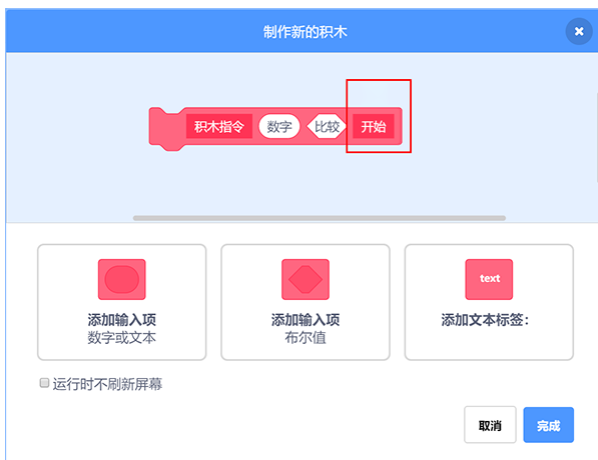 制作新的积木
积木指令 数字 比较 开始
text
添加输入项
数字或文本
添加输入项
布尔值
添加文本标签：
运行时不刷新屏幕
取消 完成